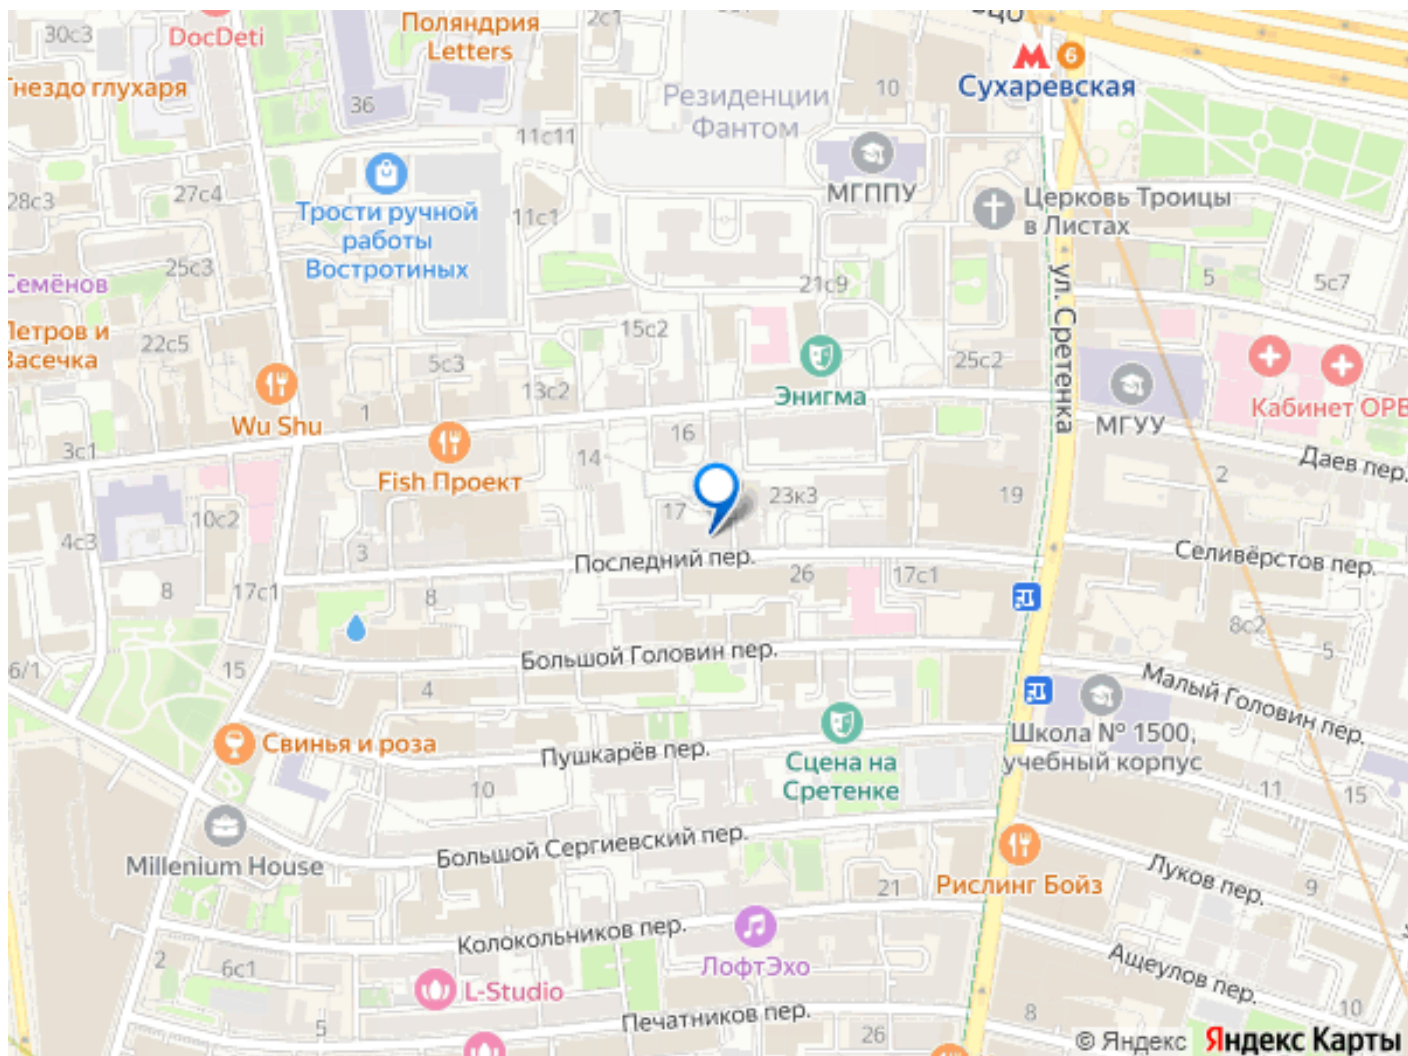 30с3
DocDeti
Поляндрия
Letters
2с1
16
Сухаревская
6
гнездо глухаря
36
Резиденции
Фантом
10
11с11
МГППУ
28с3
27с4
Трости ручной
работы
Востротиных
11с1
Церковь Троицы
в Листах
25с3
Семёнов
21с9
5
5с7
ул. Сретенка
Петров и
Васечка
22с5
15с2
5с3
13с2
Энигма
25с2
Wu Shu
1
МГУУ
Кабинет ОРВ
3с1
16
Fish Проект
14
Даев пер.
2
10с2
17
23к3
19
4с3
3
Последний пер.
Селивёрстов пер.
8
17с1
8
26
17с1
8с2
5
6/1
15
Большой Головин пер.
4
Малый Головин пер.
Свинья и роза
Пушкарёв пер.
Сцена на
Сретенке
Школа № 1500,
учебный корпус
10
11
15
Millenium House
Большой Сергиевский пер.
Рислинг Бойз
21
Луков пер.
9
Колокольников пер.
ЛофтЭхо
2
6с1
L-Studio
Ащеулов пер.
5
Печатников пер.
26
8
10
© Яндекс Яндекс Карты